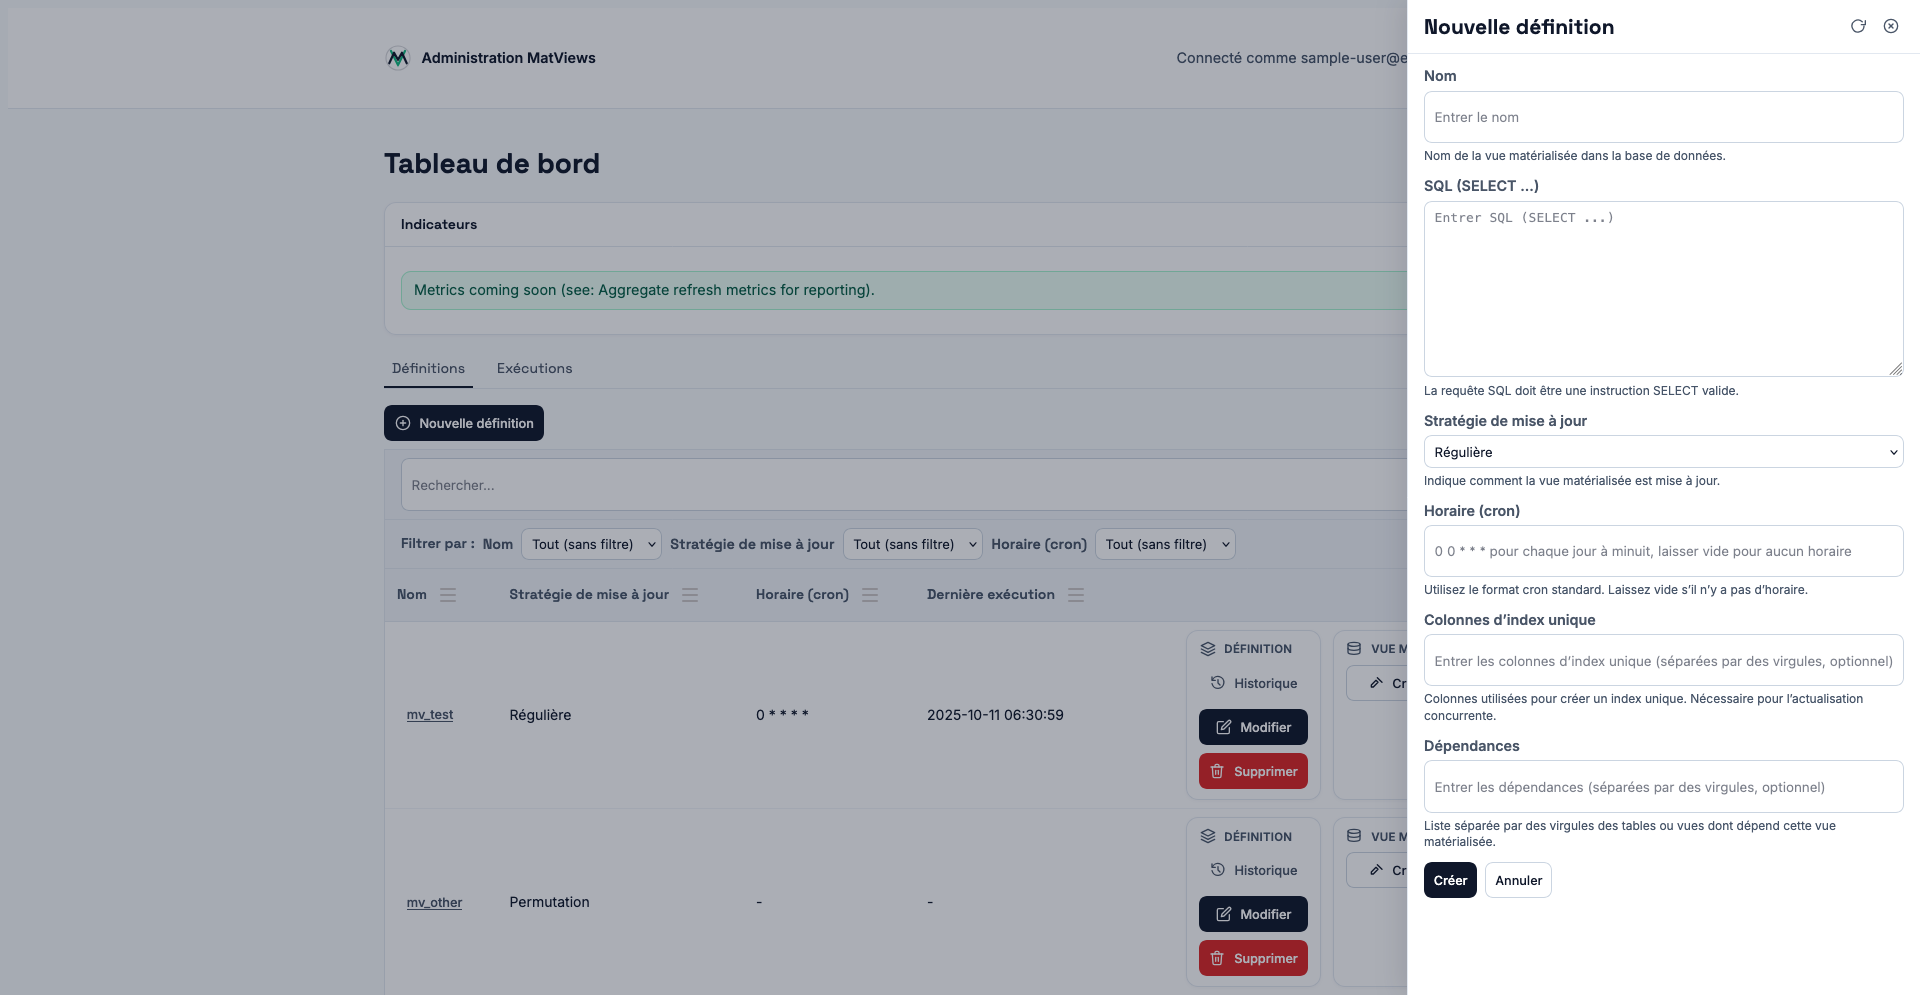 Administration MatViews
Connecté comme sample-user@e
Tableau de bord
Indicateurs
Metrics coming soon (see: Aggregate refresh metrics for reporting).
Définitions Exécutions
Nouvelle définition
Rechercher...
Filtrer par : Nom Tout (sans filtre) Stratégie de mise à jour Tout (sans filtre) Horaire (cron) Tout (sans filtre)
Nom Stratégie de mise à jour Horaire (cron) Dernière exécution
DÉFINITION VUE M
Historique Cr
mv_test Régulière 0 * * * * 2025-10-11 06:30:59
Modifier
Supprimer
DÉFINITION VUE M
Historique Cr
mv_other Permutation - -
Modifier
Supprimer
Nouvelle définition
Nom
Entrer le nom
Nom de la vue matérialisée dans la base de données.
SQL (SELECT …)
Entrer SQL (SELECT ...)
La requête SQL doit être une instruction SELECT valide.
Stratégie de mise à jour
Régulière
Indique comment la vue matérialisée est mise à jour.
Horaire (cron)
0 0 * * * pour chaque jour à minuit, laisser vide pour aucun horaire
Utilisez le format cron standard. Laissez vide s’il n’y a pas d’horaire.
Colonnes d’index unique
Entrer les colonnes d’index unique (séparées par des virgules, optionnel)
Colonnes utilisées pour créer un index unique. Nécessaire pour l’actualisation
concurrente.
Dépendances
Entrer les dépendances (séparées par des virgules, optionnel)
Liste séparée par des virgules des tables ou vues dont dépend cette vue
matérialisée.
Créer Annuler